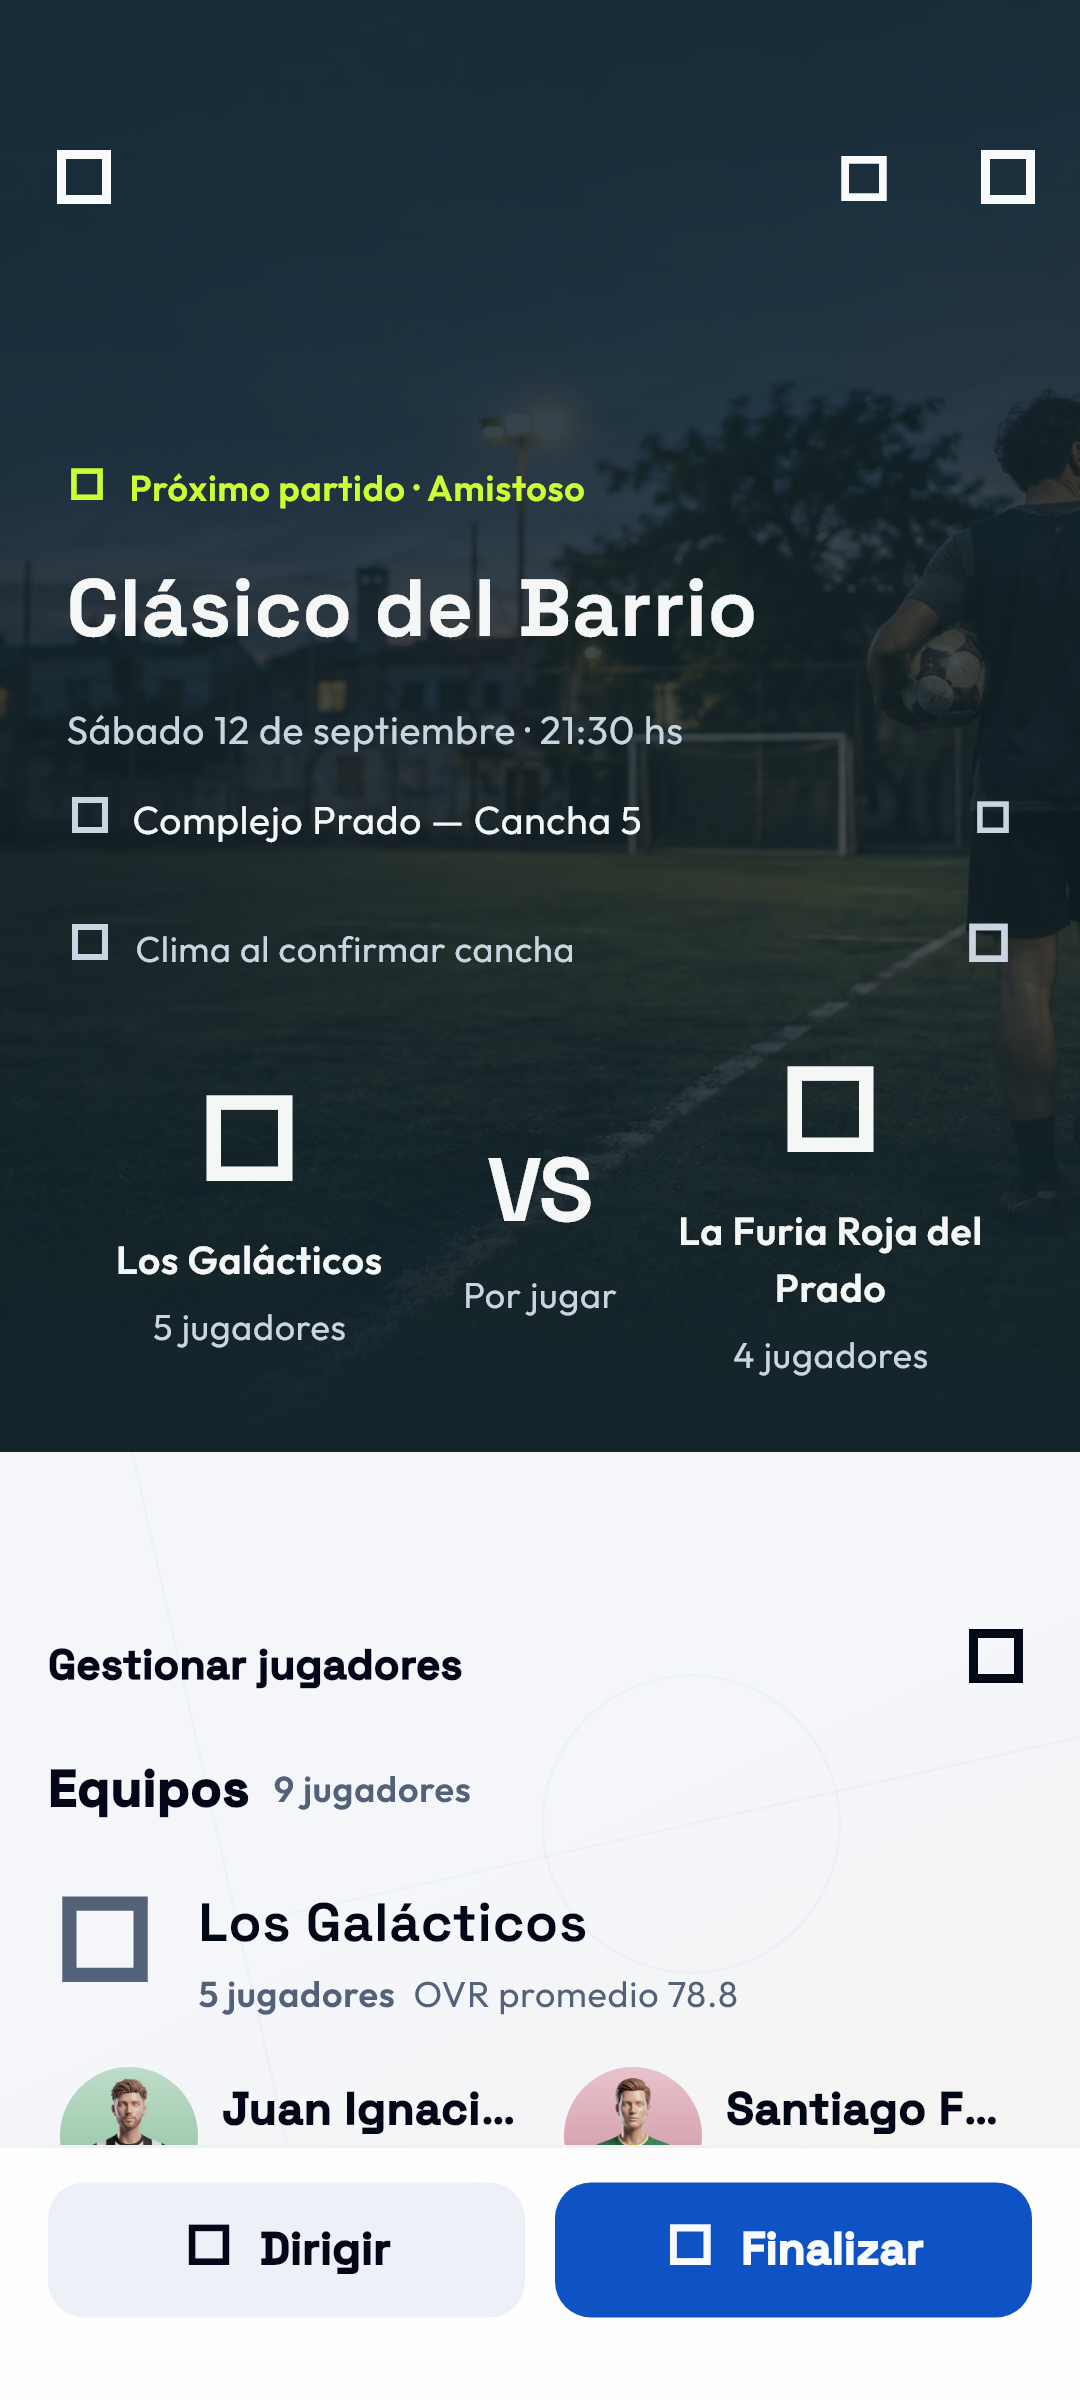 Próximo partido · Amistoso
Clásico del Barrio
Sábado 12 de septiembre · 21:30 hs
Complejo Prado — Cancha 5
Clima al confirmar cancha
Los Galácticos
5 jugadores
VS
Por jugar
La Furia Roja del
Prado
4 jugadores
Gestionar jugadores
Equipos 9 jugadores
Los Galácticos
5 jugadores OVR promedio 78.8
Juan Ignaci...
Santiago F...
Dirigir
Finalizar